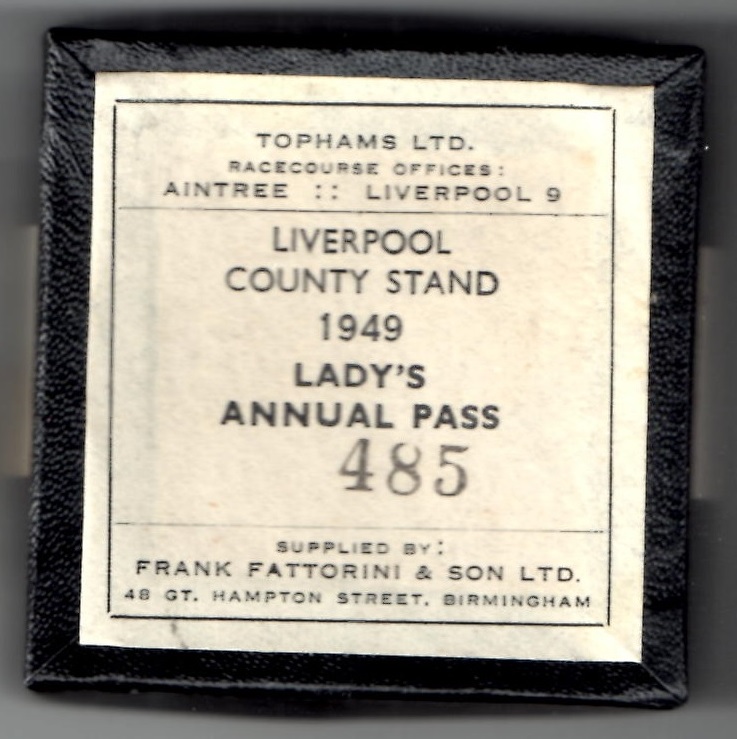 TOPHAMS LTD.
RACECOURSE OFFICES:
AINTREE :: LIVERPOOL 9
LIVERPOOL
COUNTY STAND
1949
LADY'S
ANNUAL PASS
485
SUPPLIED BY:
FRANK FATTORINI & SON LTD.
48 GT. HAMPTON STREET, BIRMINGHAM